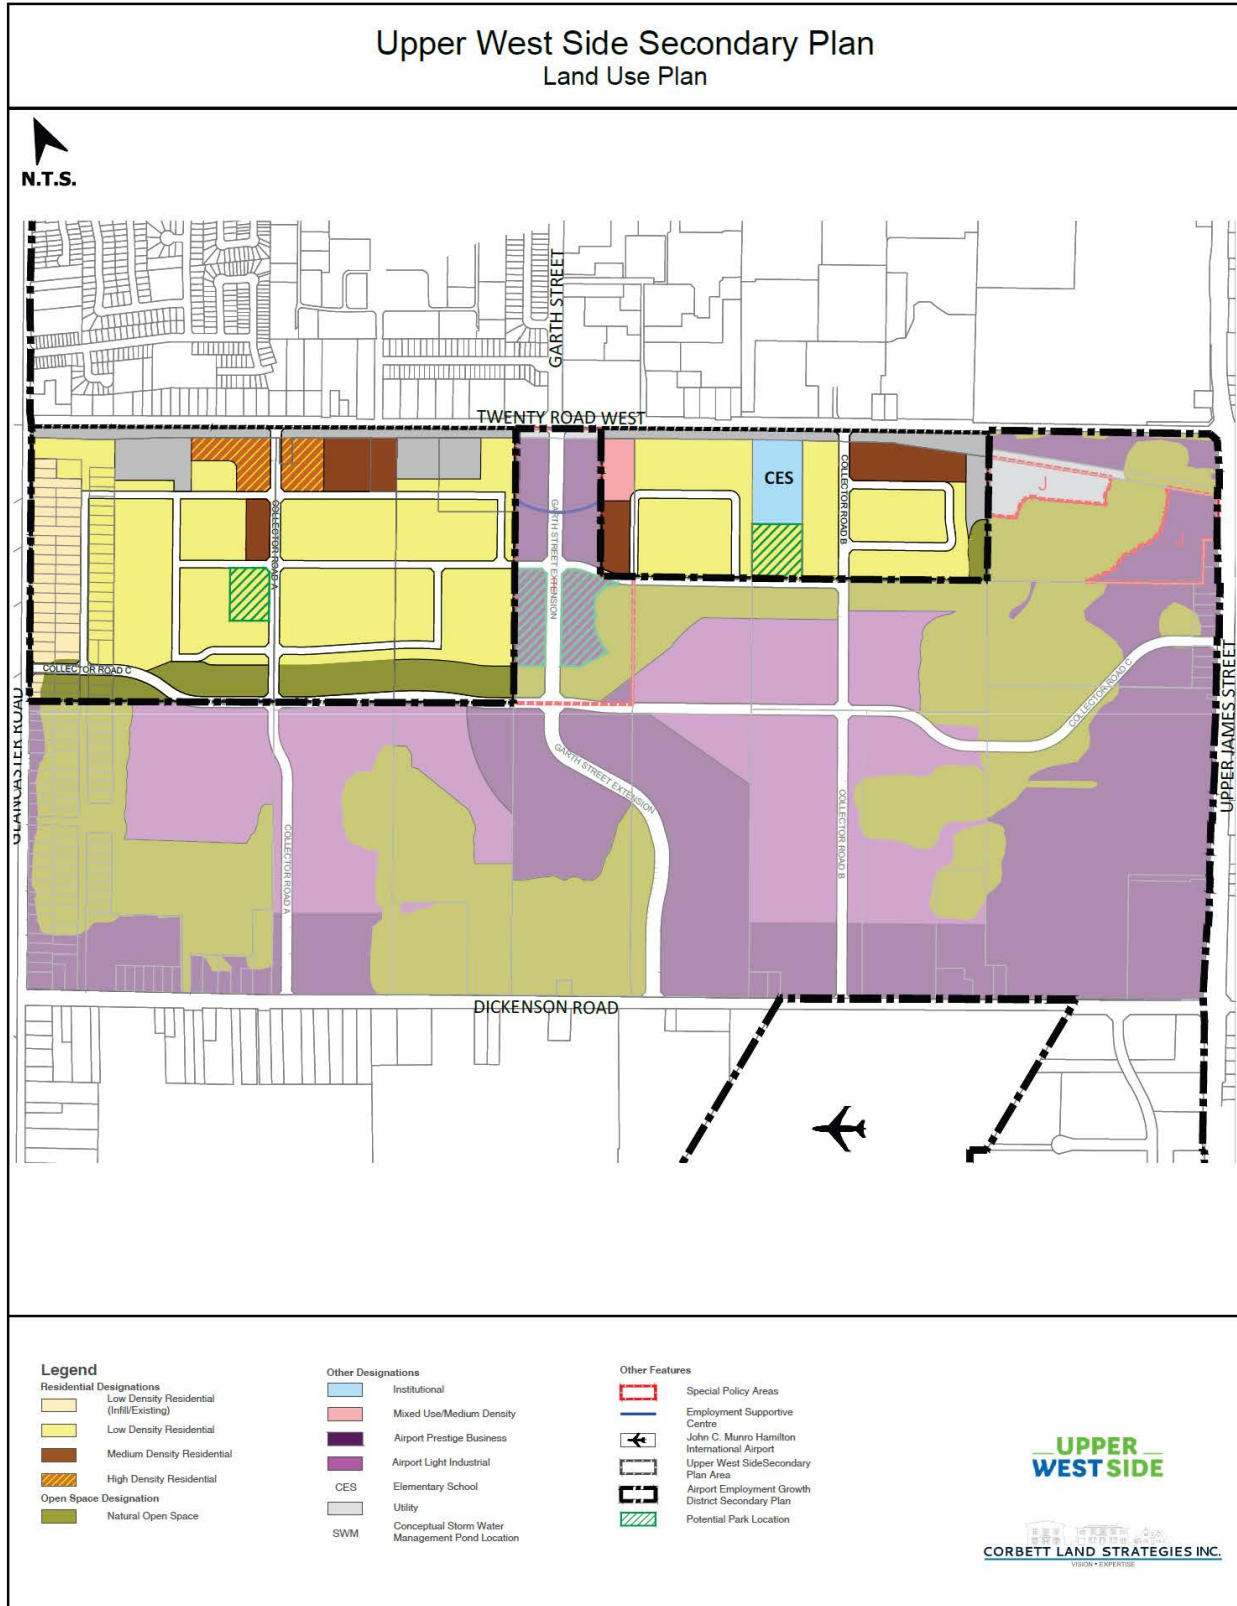 Upper West Side Secondary Plan
Land Use Plan
N.T.S.
GARTH STREET
TWENTY ROAD WEST
CES
J
COLLECTOR ROAD B
COLLECTOR ROAD A
GARTH STREET EXTENSION
COLLECTOR ROAD C
GLANCASTER ROAD
COLLECTOR ROAD C
UPPER JAMES STREET
GARTH STREET EXTENSION
COLLECTOR ROAD A
COLLECTOR ROAD B
DICKENSON ROAD
Legend
Residential Designations
Low Density Residential
(Infill/Existing)
Low Density Residential
Medium Density Residential
High Density Residential
Open Space Designation
Natural Open Space
Other Designations
Institutional
Mixed Use/Medium Density
Airport Prestige Business
Airport Light Industrial
CES Elementary School
Utility
SWM Conceptual Storm Water
Management Pond Location
Other Features
Special Policy Areas
Employment Supportive
Centre
John C. Munro Hamilton
International Airport
Upper West SideSecondary
Plan Area
Airport Employment Growth
District Secondary Plan
Potential Park Location
UPPER
WEST SIDE
CORBETT LAND STRATEGIES INC.
VISION • EXPERTISE